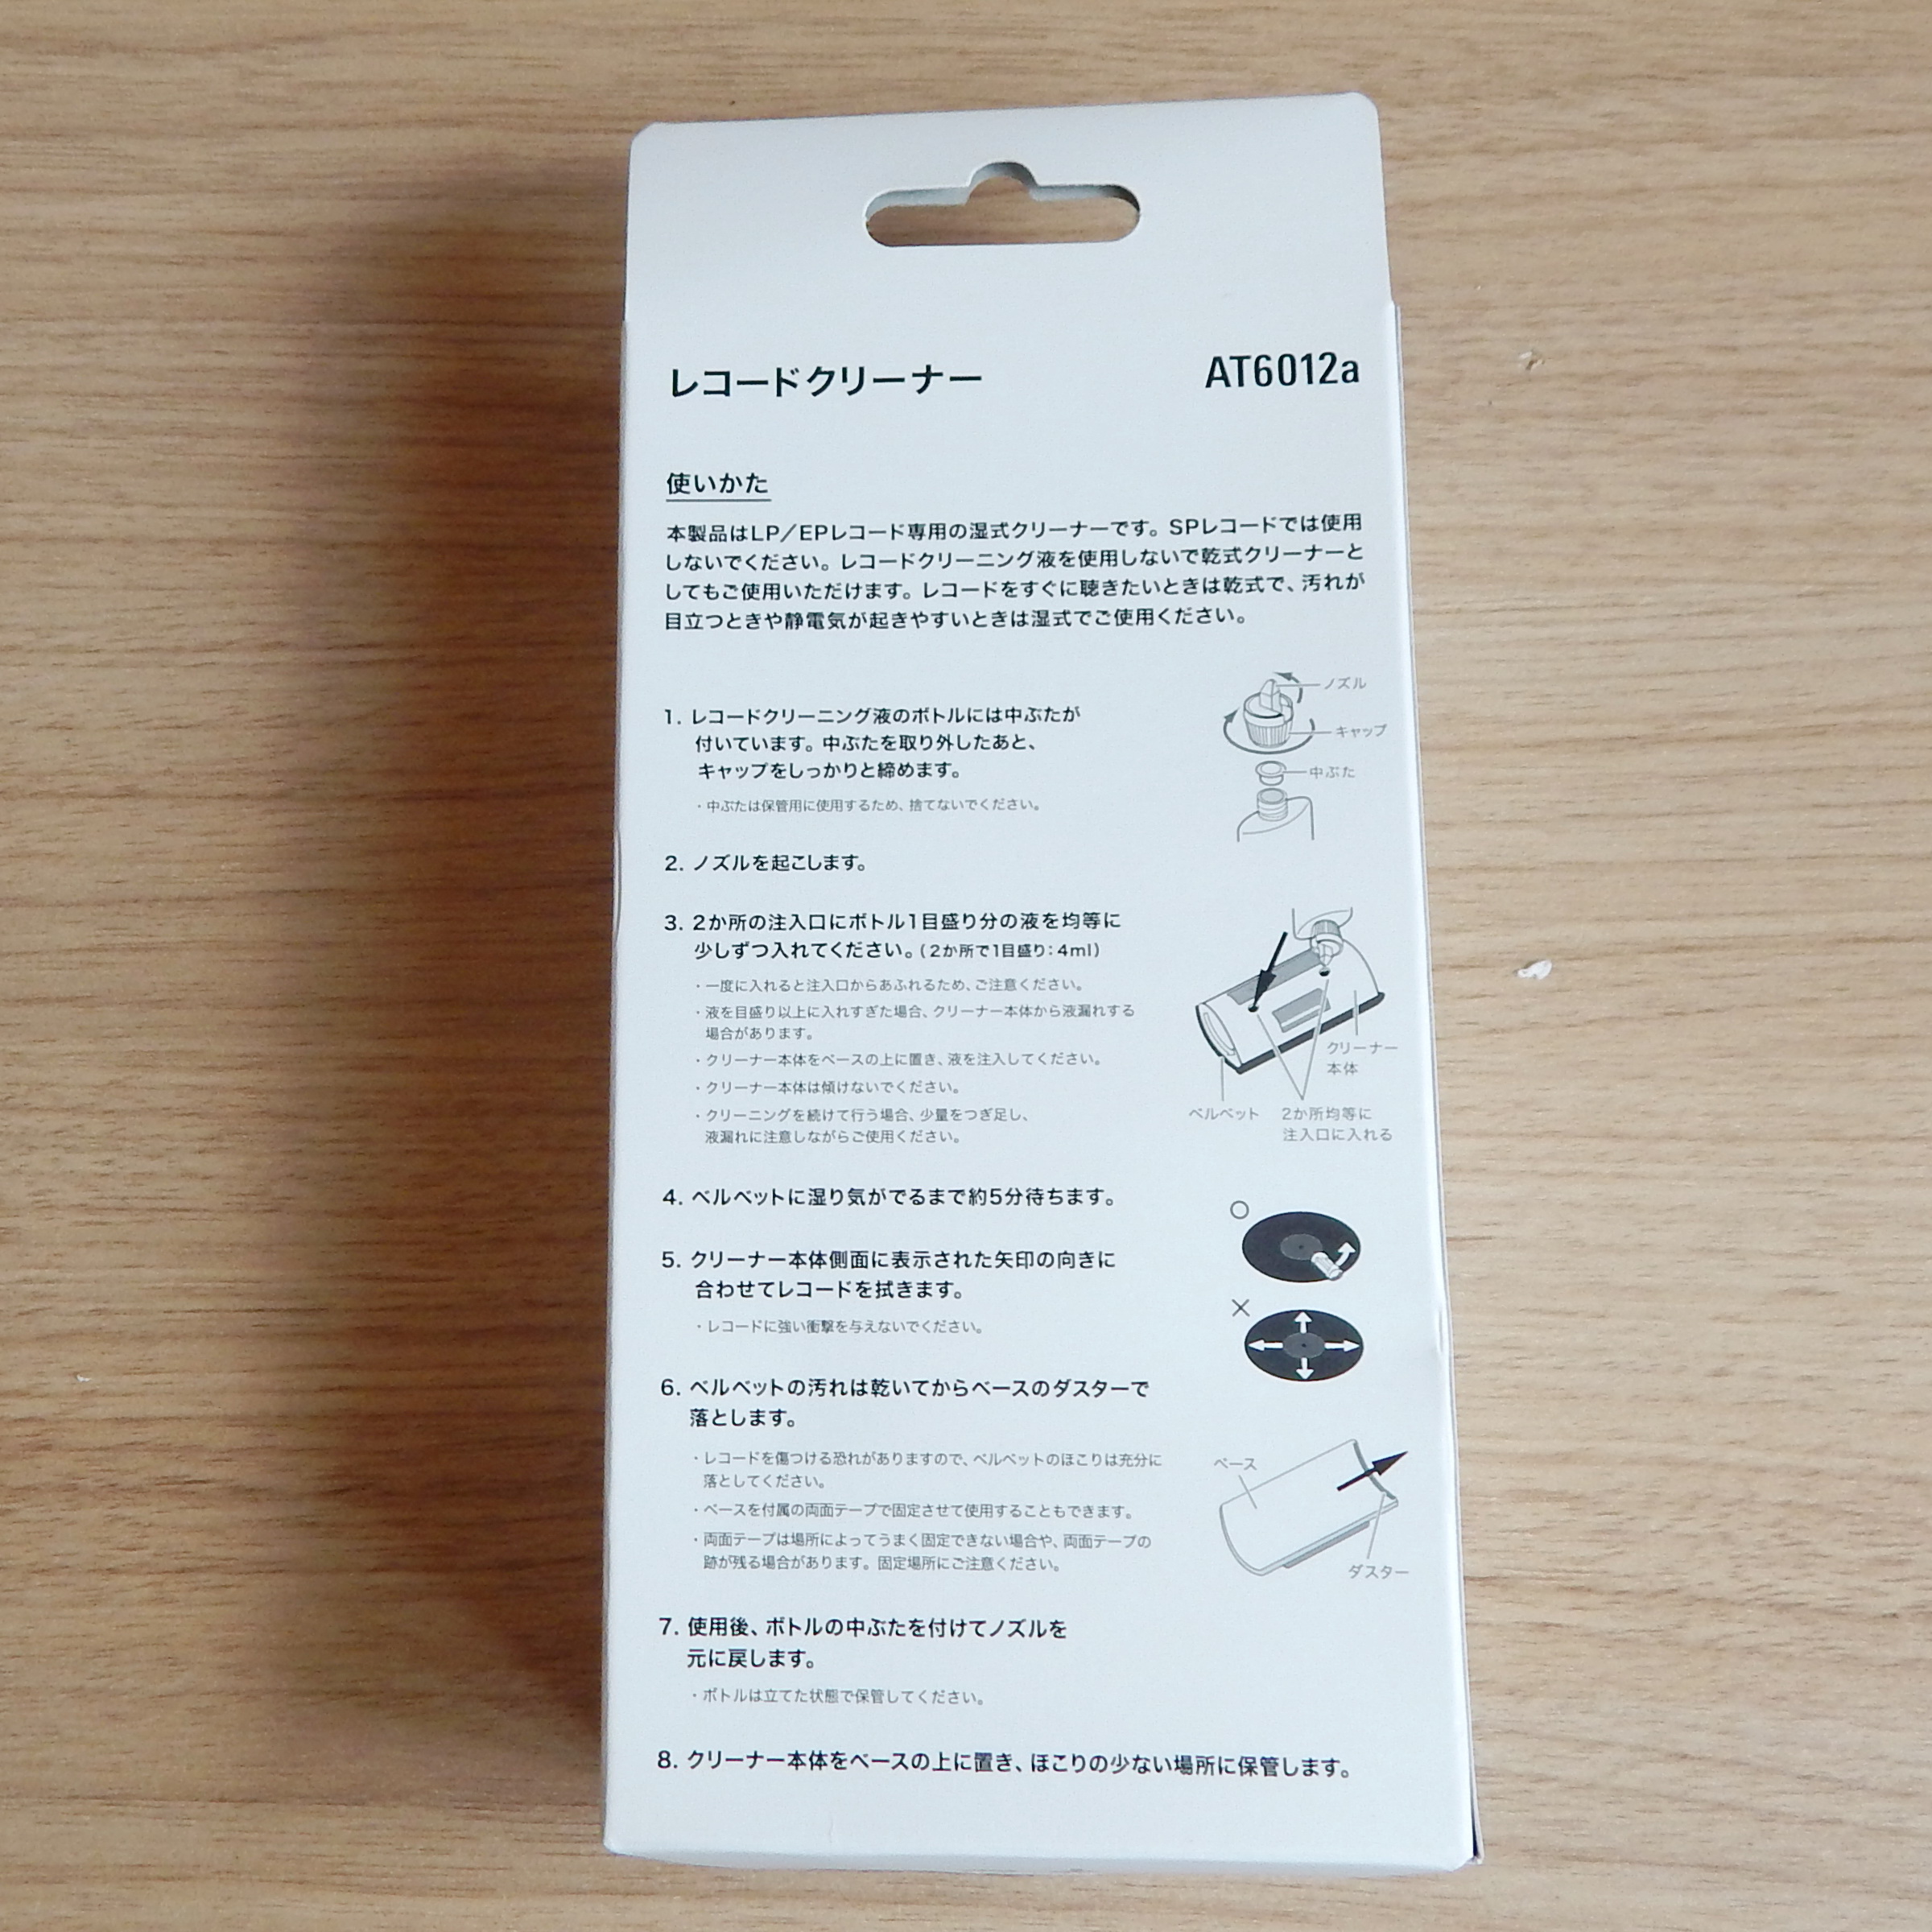 レコードクリーナー
AT6012a
使いかた
本製品はLP/EPレコード専用の湿式クリーナーです。SPレコードでは使用
しないでください。レコードクリーニング液を使用しないで乾式クリーナーと
してもご使用いただけます。レコードをすぐに聴きたいときは乾式で、汚れが
目立つときや静電気が起きやすいときは湿式でご使用ください。
1. レコードクリーニング液のボトルには中ぶたが
付いています。中ぶたを取り外したあと、
キャップをしっかりと締めます。
・中ぶたは保管用に使用するため、捨てないでください。
ノズル
キャップ
中ぶた
2. ノズルを起こします。
3. 2か所の注入口にボトル1目盛り分の液を均等に
少しずつ入れてください。(2か所で1目盛り:4ml)
・一度に入れると注入口からあふれるため、ご注意ください。
・液を目盛り以上に入れすぎた場合、クリーナー本体から液漏れする
場合があります。
・クリーナー本体をベースの上に置き、液を注入してください。
・クリーナー本体は傾けないでください。
・クリーニングを続けて行う場合、少量をつぎ足し、
液漏れに注意しながらご使用ください。
クリーナー
本体
ベルベット
2か所均等に
注入口に入れる
4. ベルベットに湿り気がでるまで約5分待ちます。
5. クリーナー本体側面に表示された矢印の向きに
合わせてレコードを拭きます。
・レコードに強い衝撃を与えないでください。
○
×
6. ベルベットの汚れは乾いてからベースのダスターで
落とします。
・レコードを傷つける恐れがありますので、ベルベットのほこりは充分に
落としてください。
・ベースを付属の両面テープで固定させて使用することもできます。
・両面テープは場所によってうまく固定できない場合や、両面テープの
跡が残る場合があります。固定場所にご注意ください。
ベース
ダスター
7. 使用後、ボトルの中ぶたを付けてノズルを
元に戻します。
・ボトルは立てた状態で保管してください。
8. クリーナー本体をベースの上に置き、ほこりの少ない場所に保管します。